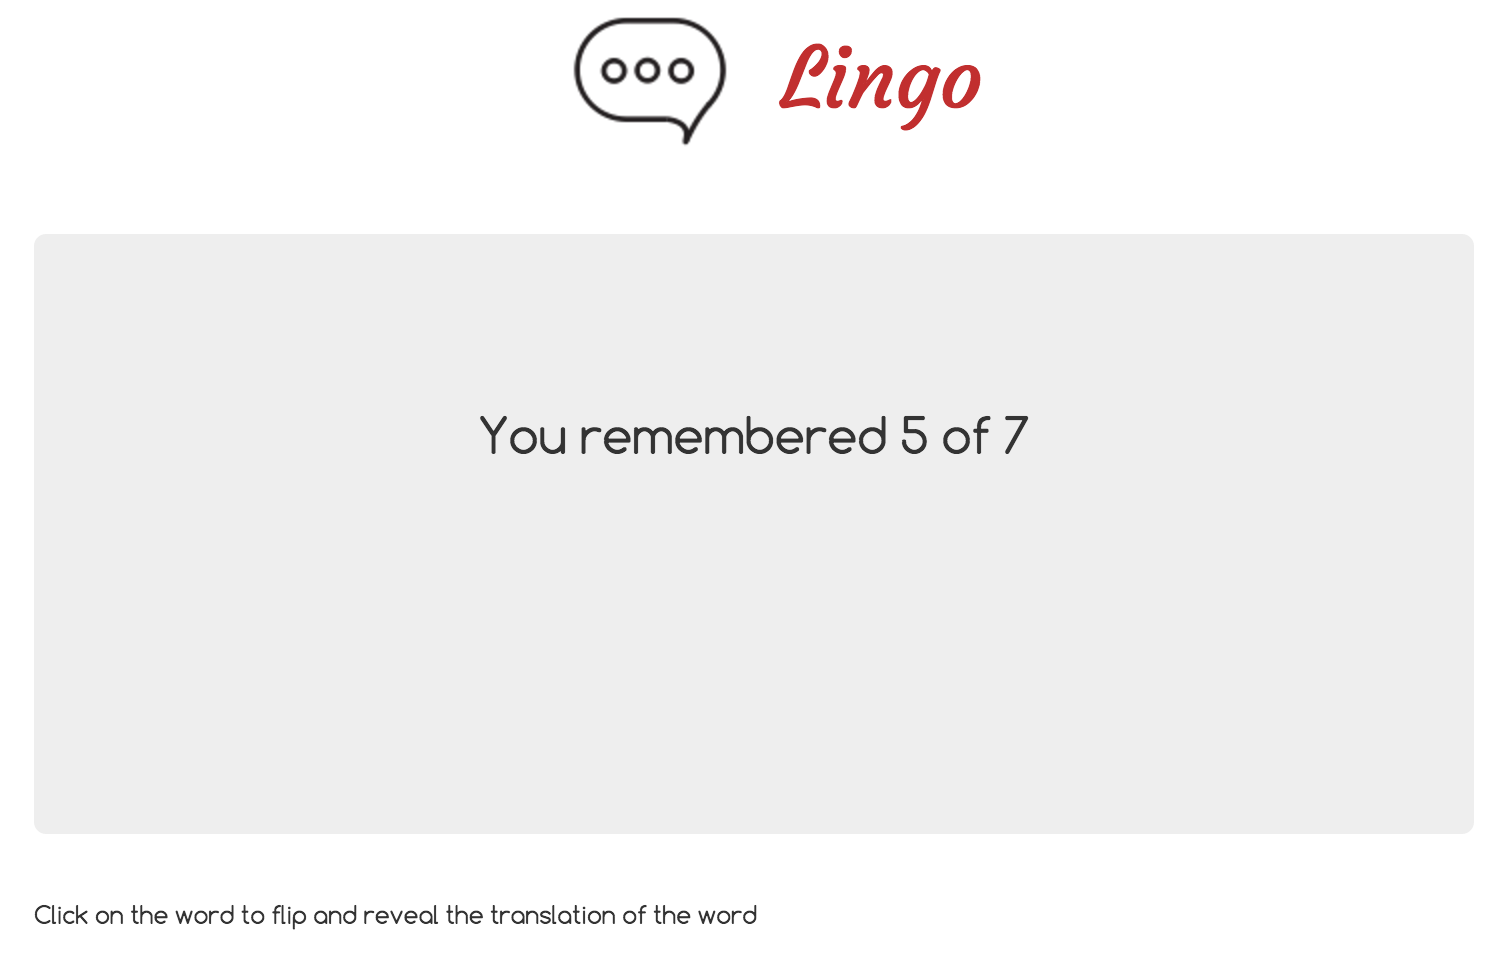 Lingo
You remembered 5 of 7
Click on the word to flip and reveal the translation of the word